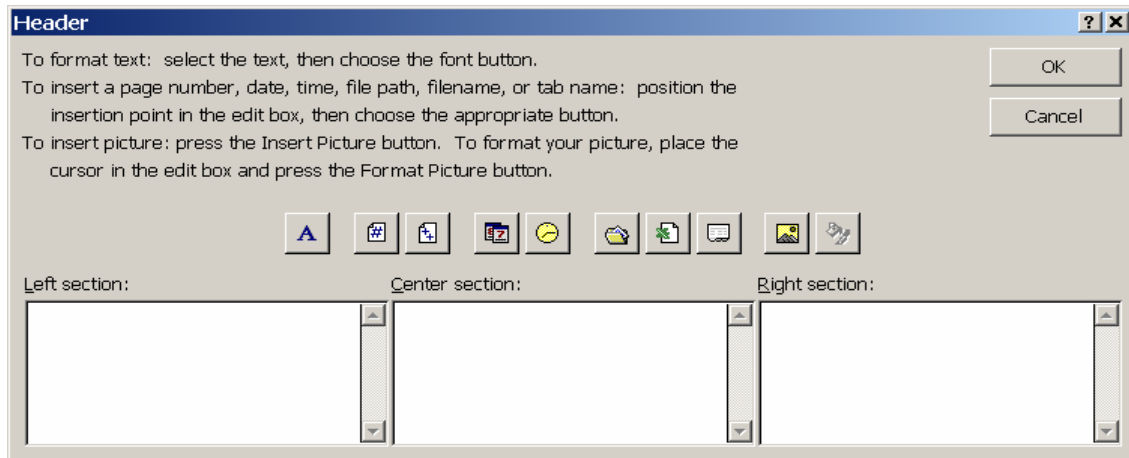 Header
To format text: select the text, then choose the font button.
To insert a page number, date, time, file path, filename, or tab name: position the
insertion point in the edit box, then choose the appropriate button.
To insert picture: press the Insert Picture button. To format your picture, place the
cursor in the edit box and press the Format Picture button.
OK
Cancel
A
Left section:
Center section:
Right section: